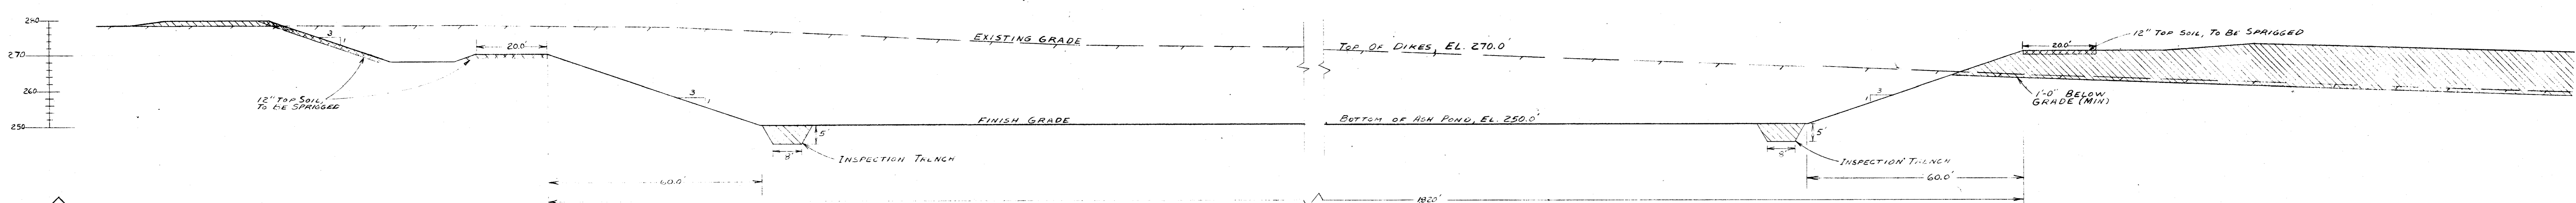 280
270
260
250
3
1
12" TOP SOIL,
TO BE SPRIGGED
20.0'
3
1
EXISTING GRADE
FINISH GRADE
5'
8'
INSPECTION TRENCH
60.0'
TOP OF DIKES, EL. 270.0'
BOTTOM OF ASH POND, EL. 250.0'
1820'
3
1
20.0'
12" TOP SOIL, TO BE SPRIGGED
1'-0" BELOW
GRADE (MIN)
5'
8'
INSPECTION TRENCH
60.0'